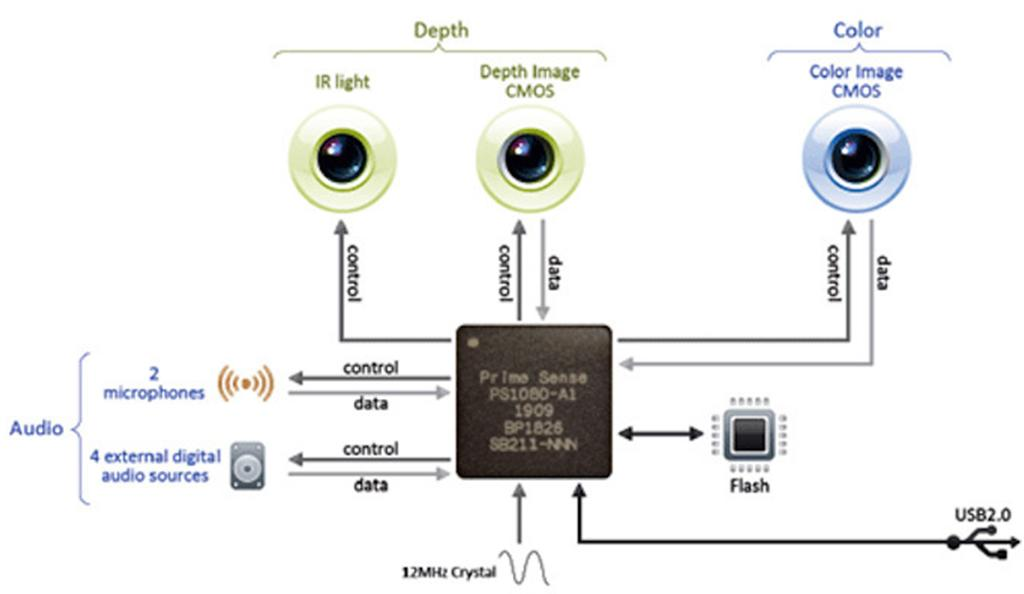 Depth
Color
IR light
Depth Image
CMOS
Color Image
CMOS
control
control
data
control
data
Audio
2
microphones
control
data
4 external digital
audio sources
control
data
Prime Sense
PS1080-A1
1909
BP1826
SB211-NNN
Flash
USB2.0
12MHz Crystal